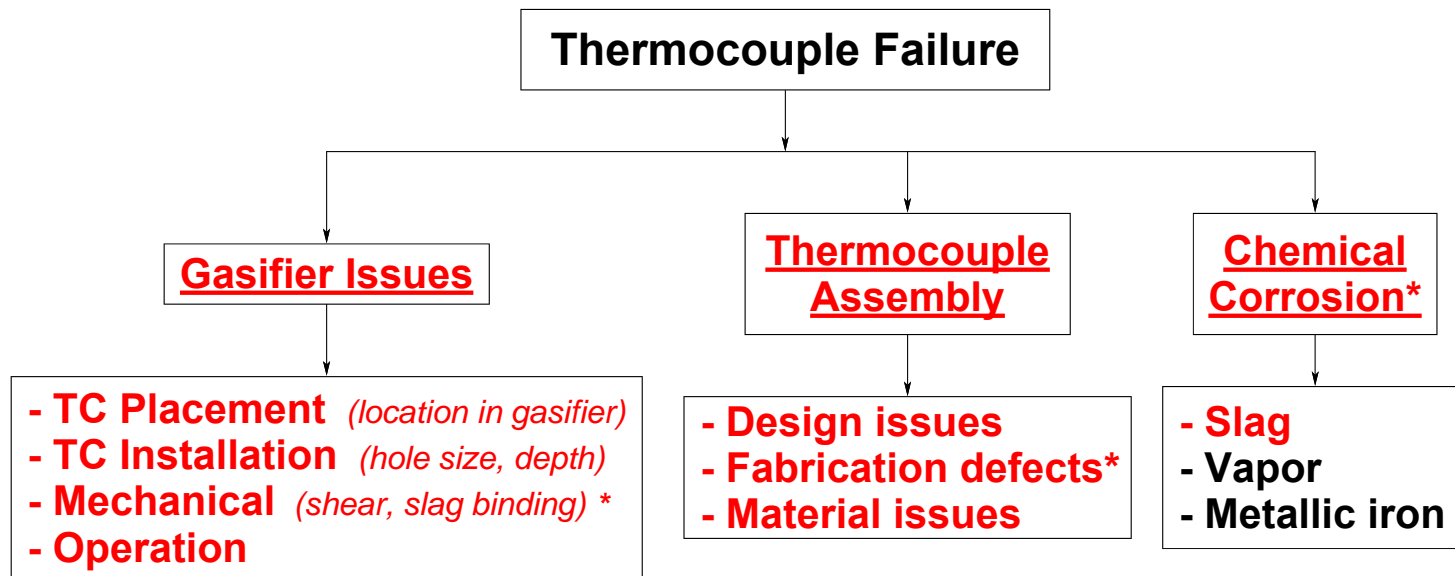 Thermocouple Failure
Gasifier Issues
- TC Placement (location in gasifier)
- TC Installation (hole size, depth)
- Mechanical (shear, slag binding) *
- Operation
Thermocouple
Assembly
- Design issues
- Fabrication defects*
- Material issues
Chemical
Corrosion*
- Slag
- Vapor
- Metallic iron